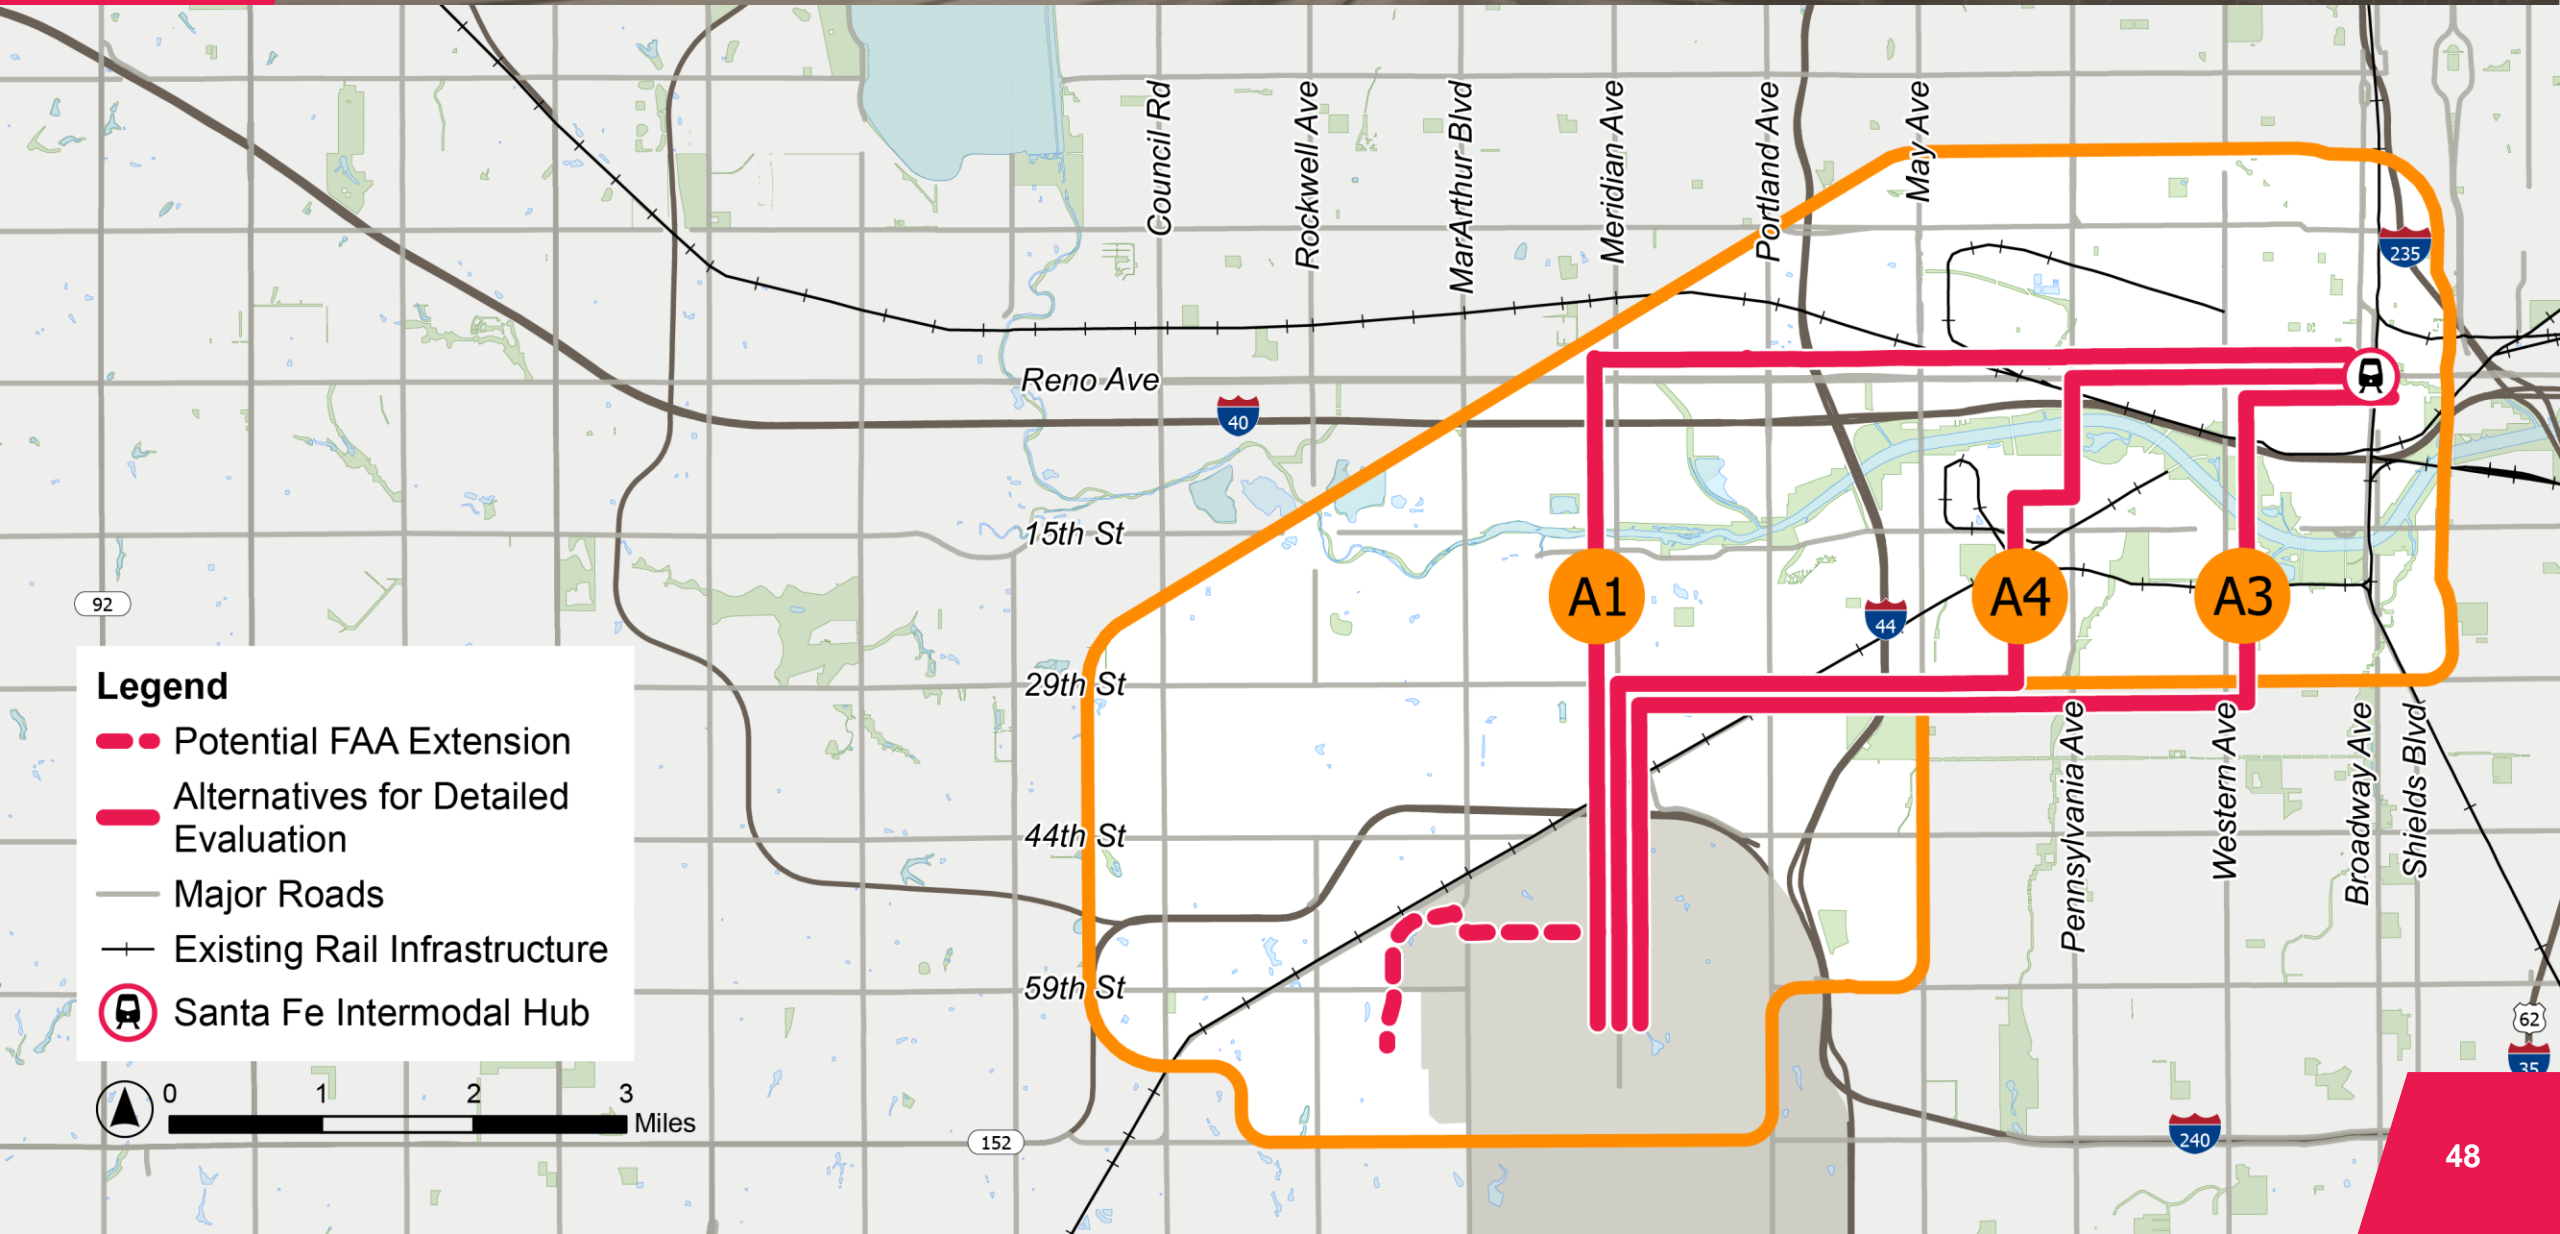 Council Rd
Rockwell Ave
MarArthur Blvd
Meridian Ave
Portland Ave
May Ave
235
Reno Ave
40
15th St
A1
A4
A3
92
44
29th St
Legend
Potential FAA Extension
Alternatives for Detailed
Evaluation
Major Roads
Existing Rail Infrastructure
Santa Fe Intermodal Hub
44th St
59th St
Pennsylvania Ave
Western Ave
Broadway Ave
Shields Blvd
62
35
0 1 2 3
Miles
152
240
48